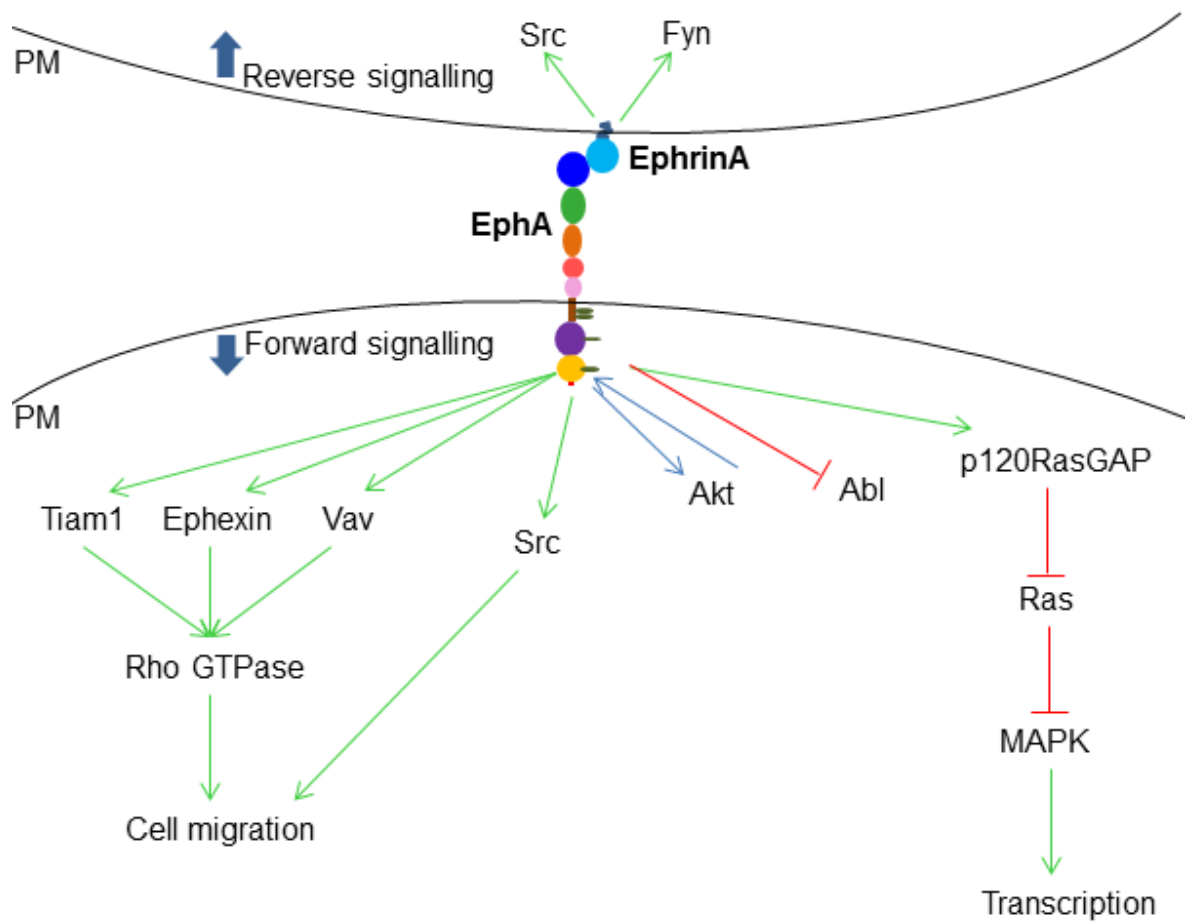 Src
Fyn
PM
Reverse signalling
EphrinA
EphA
Forward signalling
PM
p120RasGAP
Akt
Abl
Tiam1
Ephexin
Vav
Src
Ras
Rho GTPase
MAPK
Cell migration
Transcription